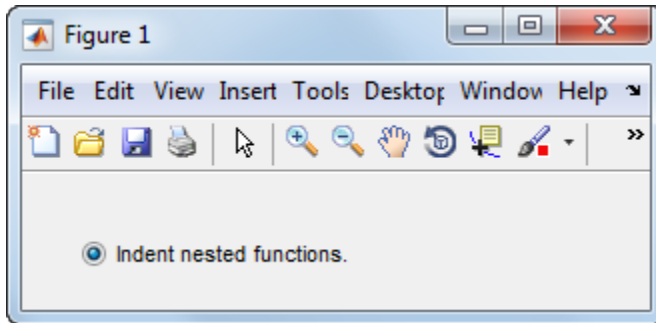 Figure 1
File Edit View Insert Tools Desktop Window Help
Indent nested functions.